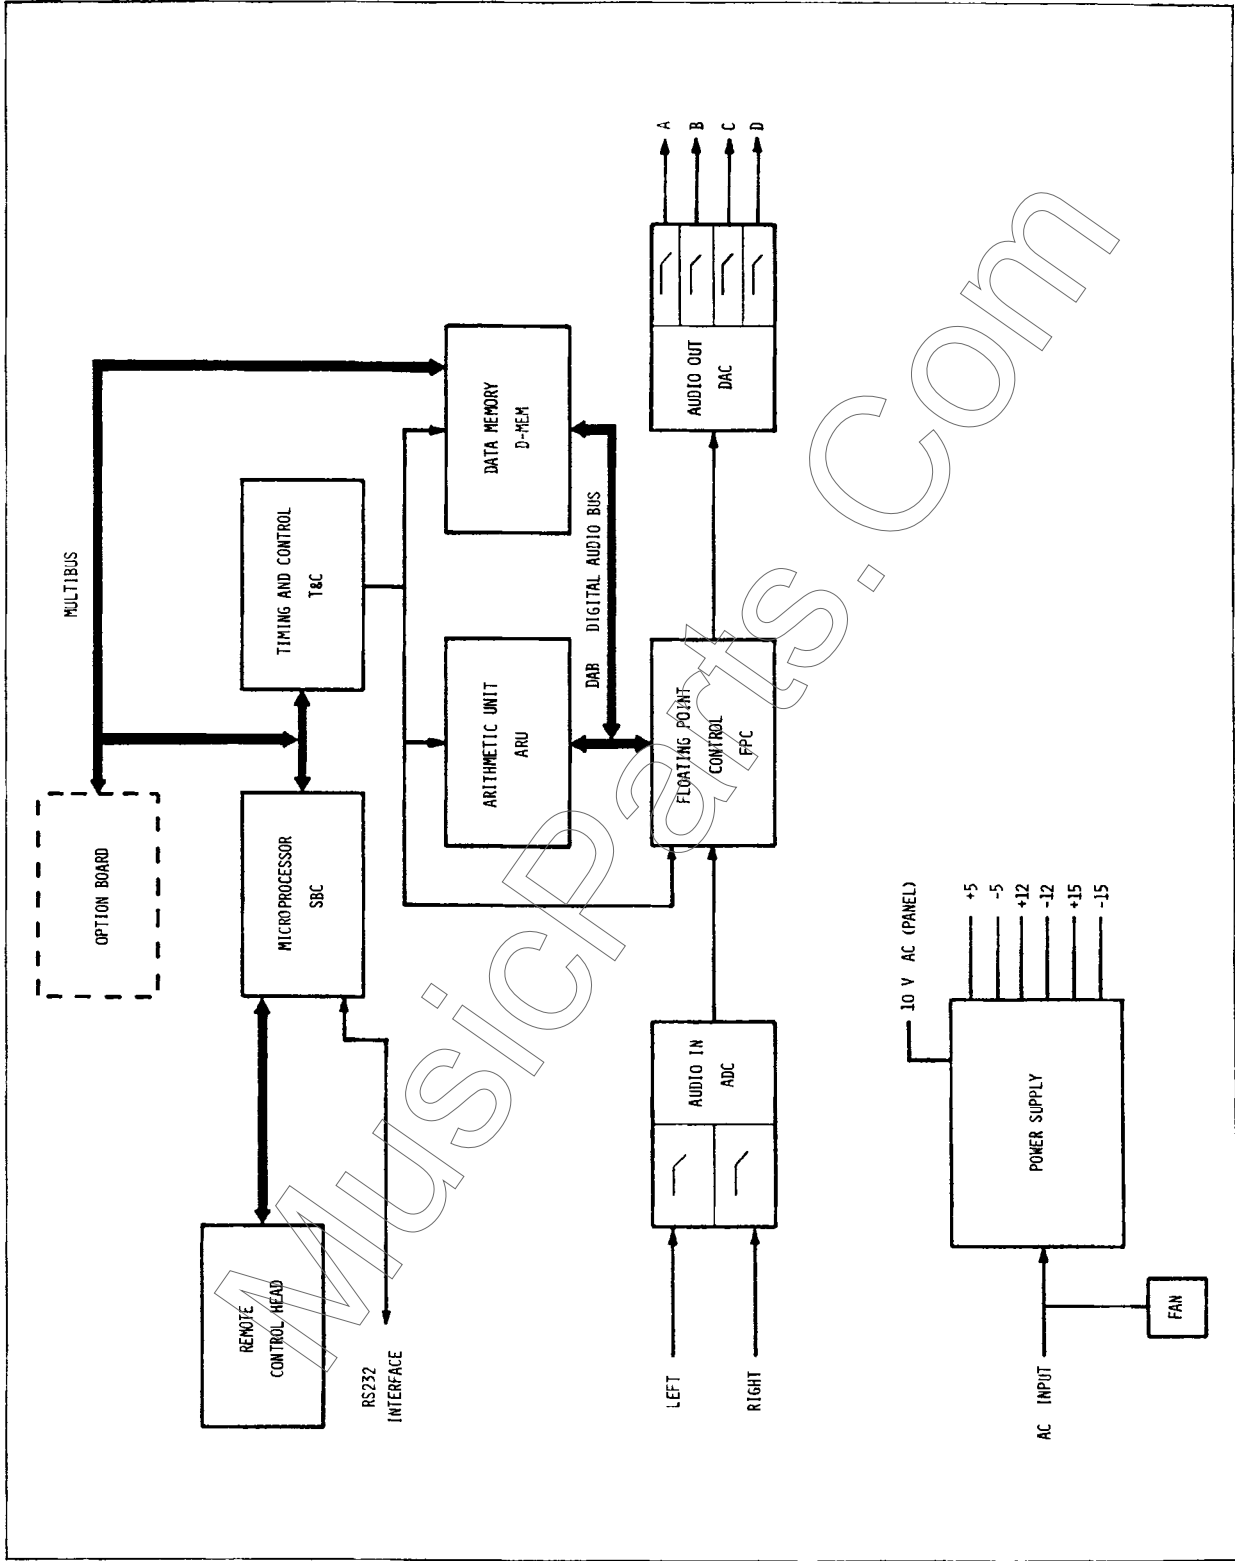 MULTIBUS
OPTION BOARD
REMOTE
CONTROL HEAD
MICROPROCESSOR
SBC
TIMING AND CONTROL
T&C
RS232
INTERFACE
ARITHMETIC UNIT
ARU
DATA MEMORY
D-MEM
DAB DIGITAL AUDIO BUS
LEFT
RIGHT
AUDIO IN
ADC
FLOATING POINT
CONTROL
FPC
AUDIO OUT
DAC
A
B
C
D
AC INPUT
FAN
POWER SUPPLY
10 V AC (PANEL)
+5
-5
+12
-12
+15
-15
MusicParts.Com